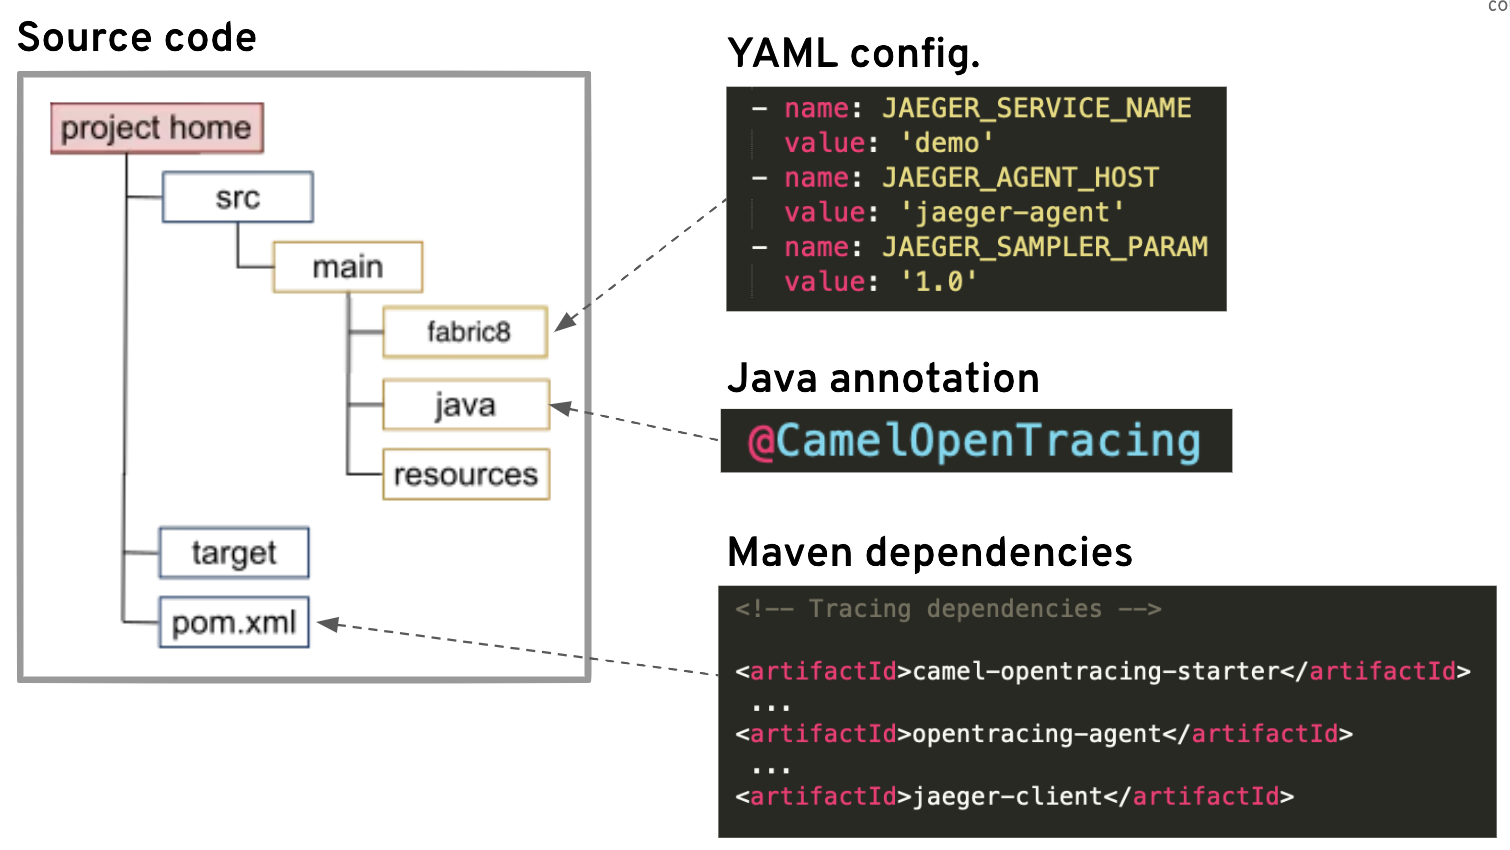 co
Source code
project home
src
main
fabric8
java
resources
target
pom.xml
YAML config.
- name: JAEGER_SERVICE_NAME
value: 'demo'
- name: JAEGER_AGENT_HOST
value: 'jaeger-agent'
- name: JAEGER_SAMPLER_PARAM
value: '1.0'
Java annotation
@CamelOpenTracing
Maven dependencies
<!-- Tracing dependencies -->
<artifactId>camel-opentracing-starter</artifactId>
...
<artifactId>opentracing-agent</artifactId>
...
<artifactId>jaeger-client</artifactId>